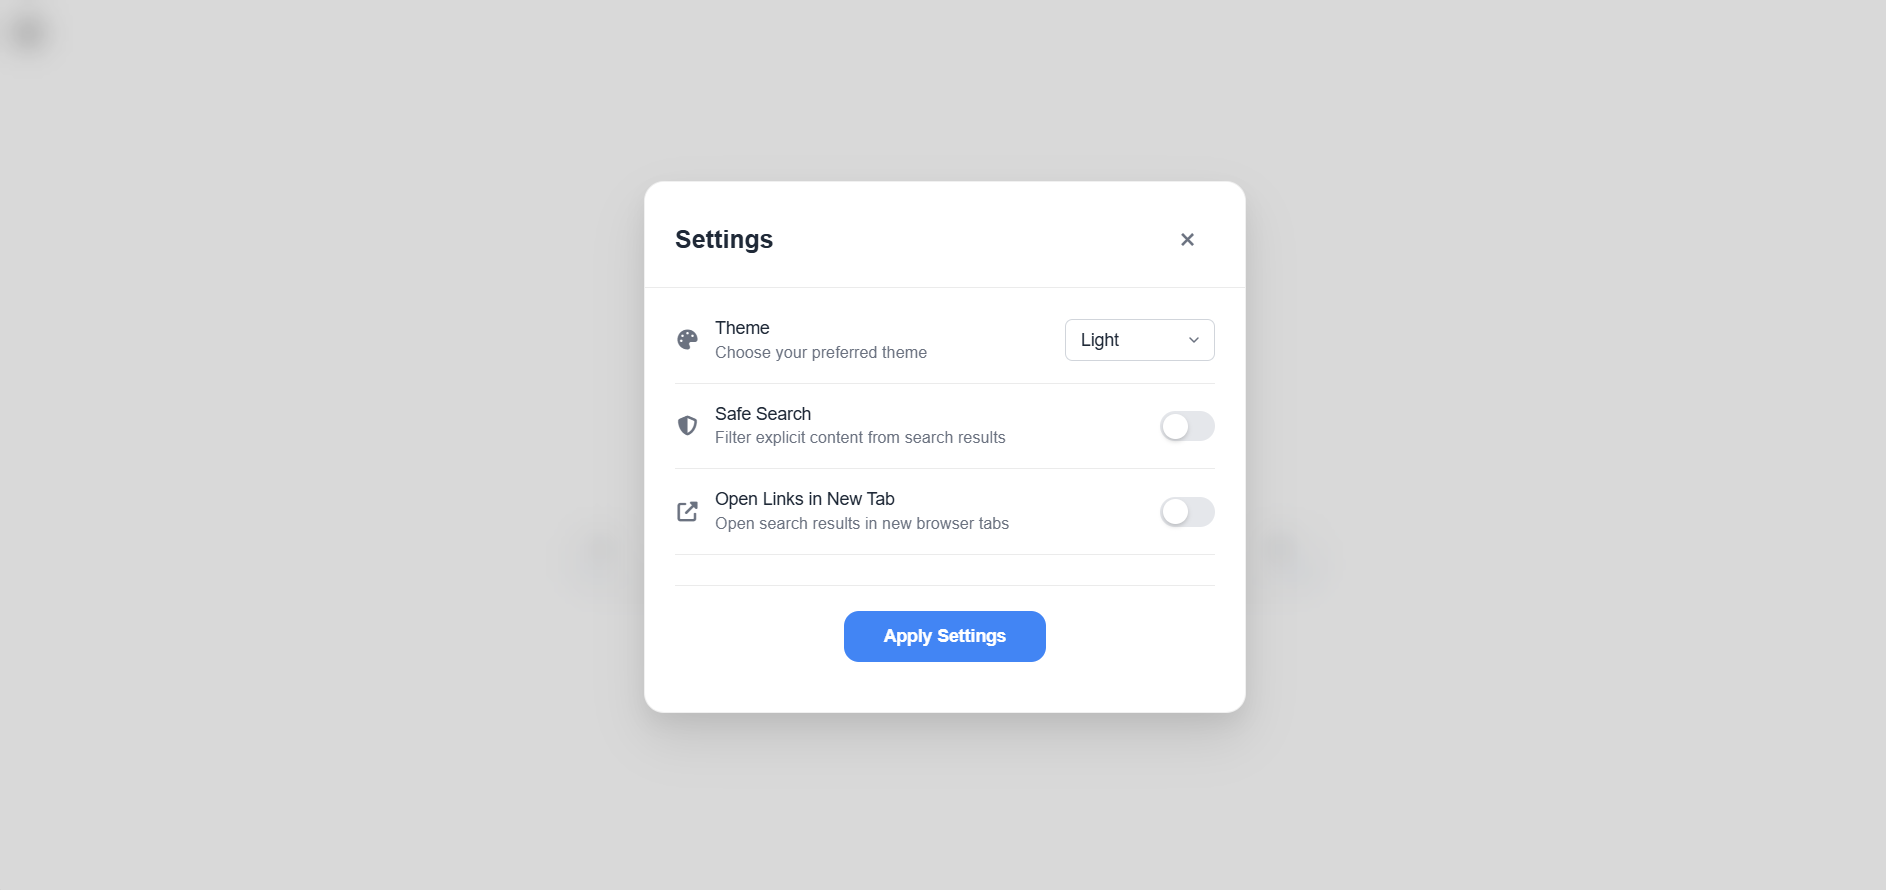 Settings
Theme
Choose your preferred theme
Light
Safe Search
Filter explicit content from search results
Open Links in New Tab
Open search results in new browser tabs
Apply Settings